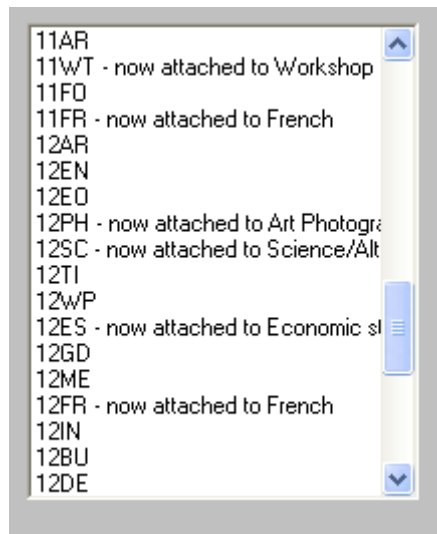 11AR
11WT - now attached to Workshop
11FO
11FR - now attached to French
12AR
12EN
12EO
12PH - now attached to Art Photogra
12SC - now attached to Science/Alt
12TI
12WP
12ES - now attached to Economic
12GD
12ME
12FR - now attached to French
12IN
12BU
12DE